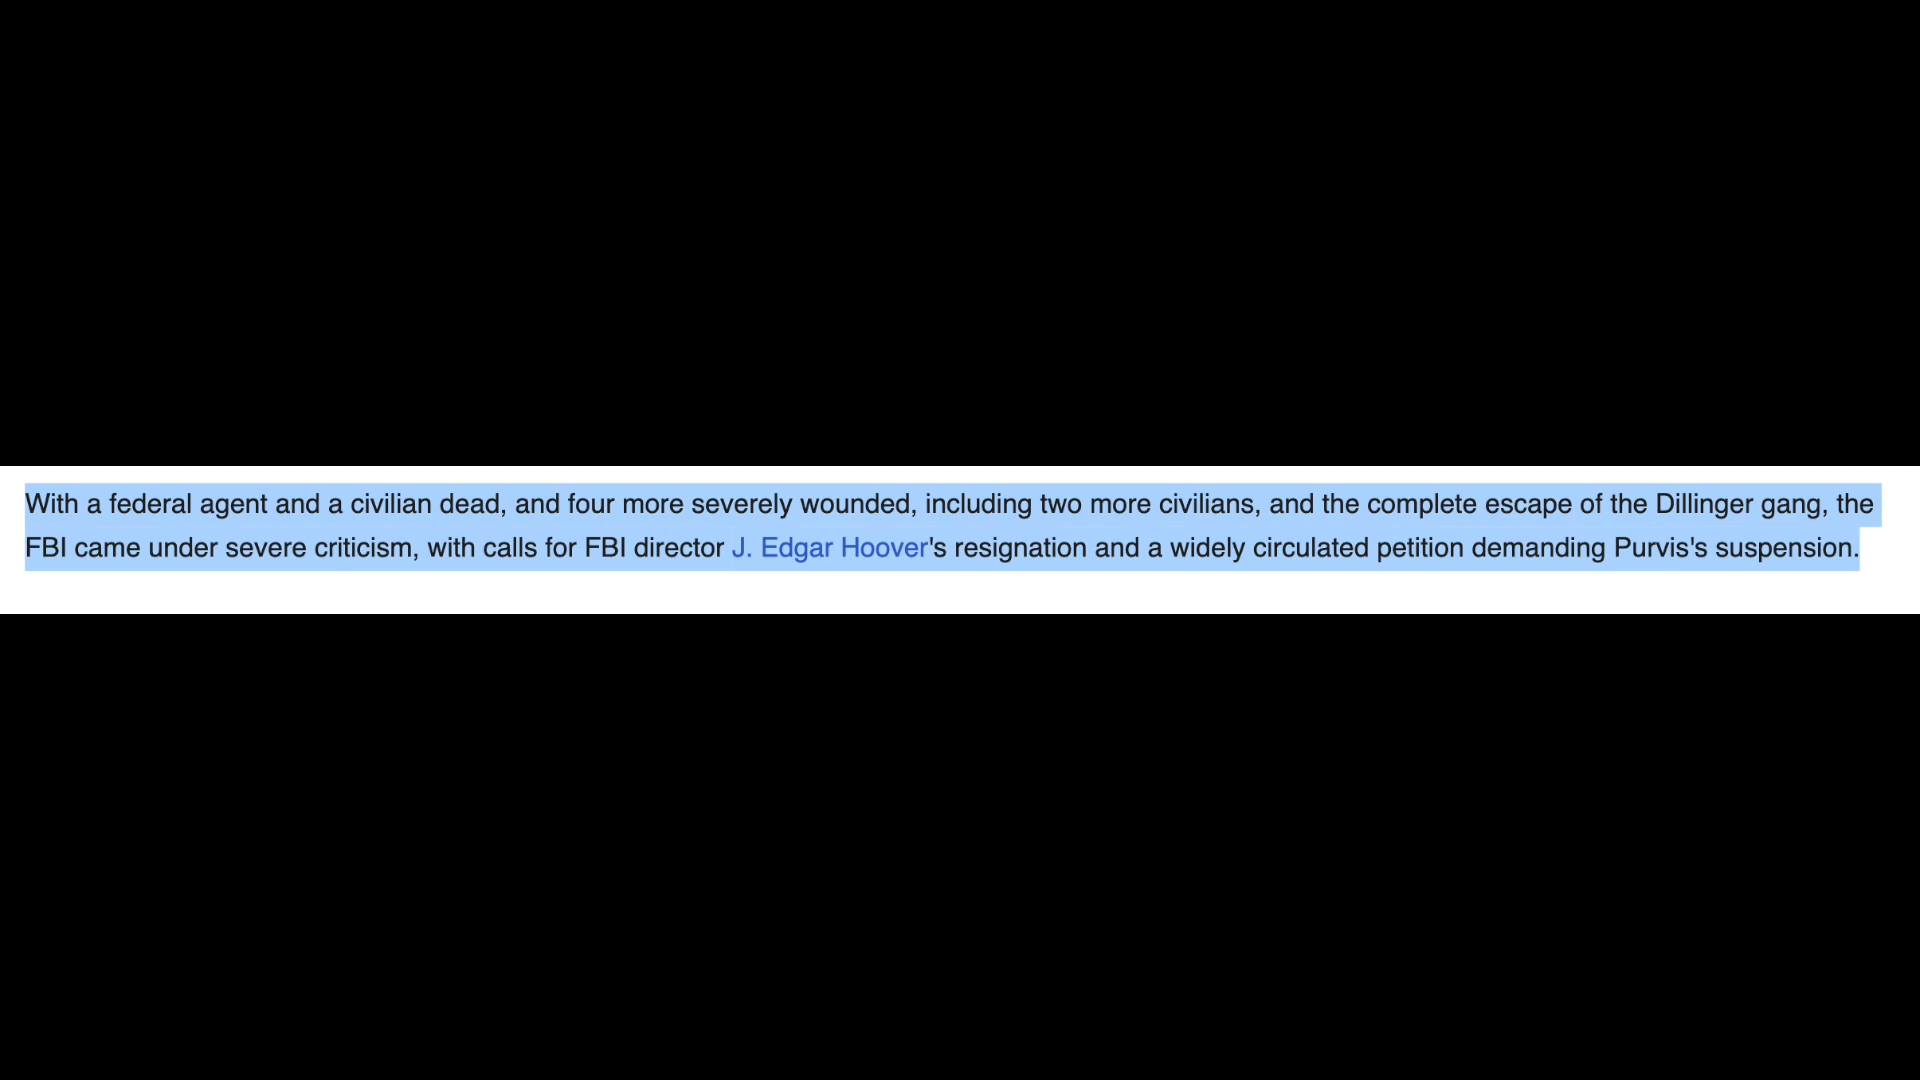 With a federal agent and a civilian dead, and four more severely wounded, including two more civilians, and the complete escape of the Dillinger gang, the
FBI came under severe criticism, with calls for FBI director J. Edgar Hoover's resignation and a widely circulated petition demanding Purvis's suspension.